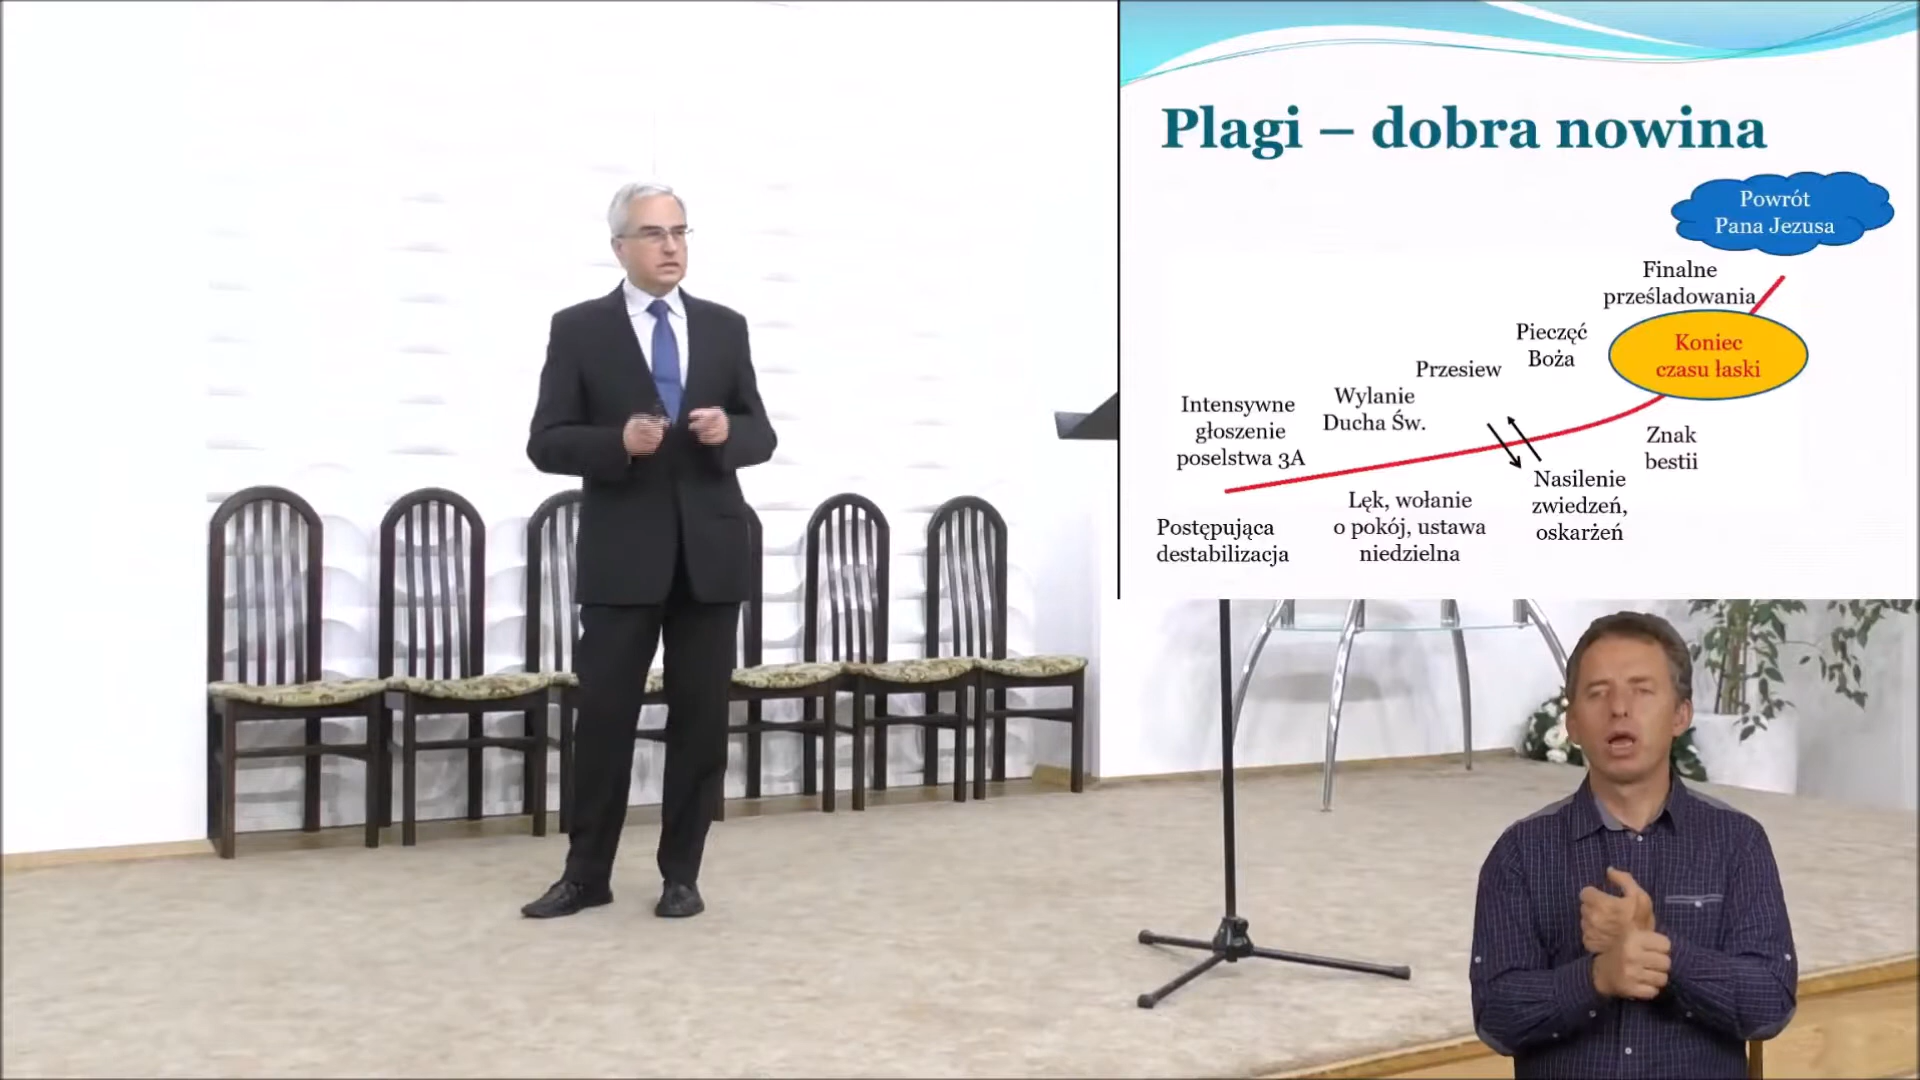 Plagi – dobra nowina
Powrót
Pana Jezusa
Finalne
prześladowania
Koniec
czasu łaski
Pieczęć
Boża
Przesiew
Wylanie
Ducha Św.
Intensywne
głoszenie
poselstwa 3A
Znak
bestii
Nasilenie
zwiedzeń,
oskarżeń
Lęk, wołanie
o pokój, ustawa
niedzielna
Postępująca
destabilizacja